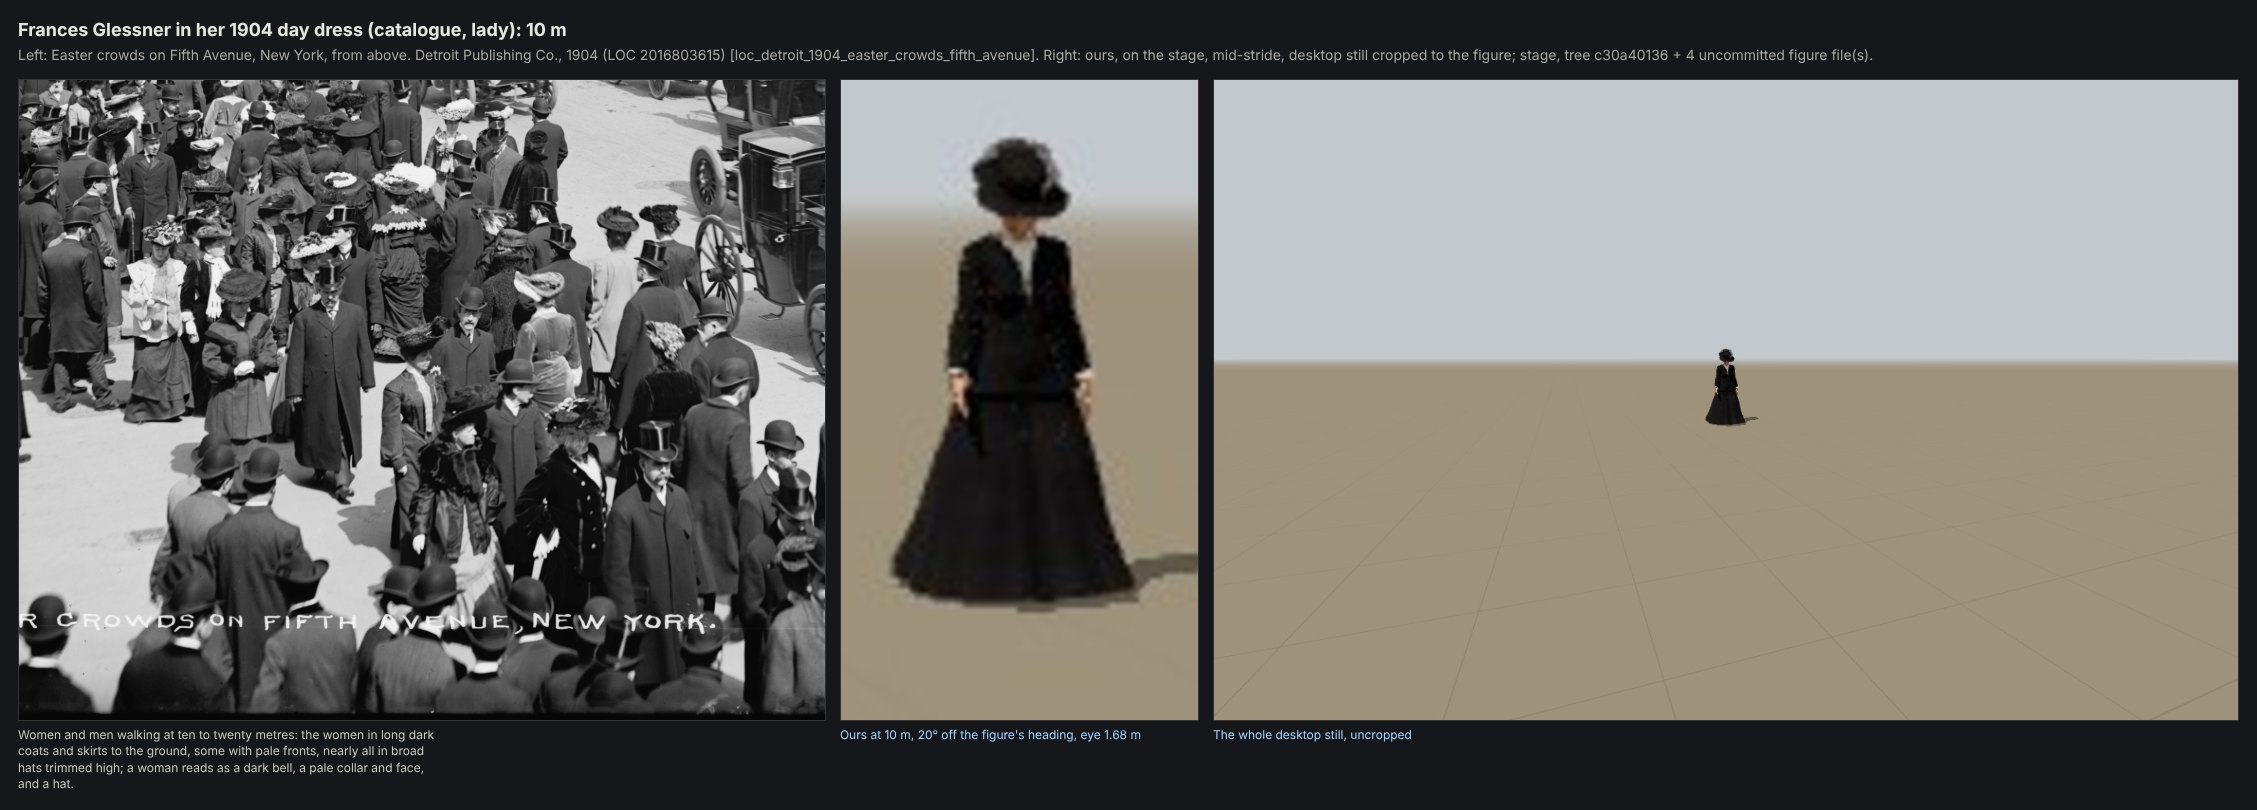 Frances Glessner in her 1904 day dress (catalogue, lady): 10 m
Left: Easter crowds on Fifth Avenue, New York, from above. Detroit Publishing Co., 1904 (LOC 2016803615) [loc_detroit_1904_easter_crowds_fifth_avenue]. Right: ours, on the stage, mid-stride, desktop still cropped to the figure; stage, tree c30a40136 + 4 uncommitted figure file(s).
R CROWDS ON FIFTH AVENUE, NEW YORK.
Women and men walking at ten to twenty metres: the women in long dark
coats and skirts to the ground, some with pale fronts, nearly all in broad
hats trimmed high; a woman reads as a dark bell, a pale collar and face,
and a hat.
Ours at 10 m, 20° off the figure's heading, eye 1.68 m
The whole desktop still, uncropped